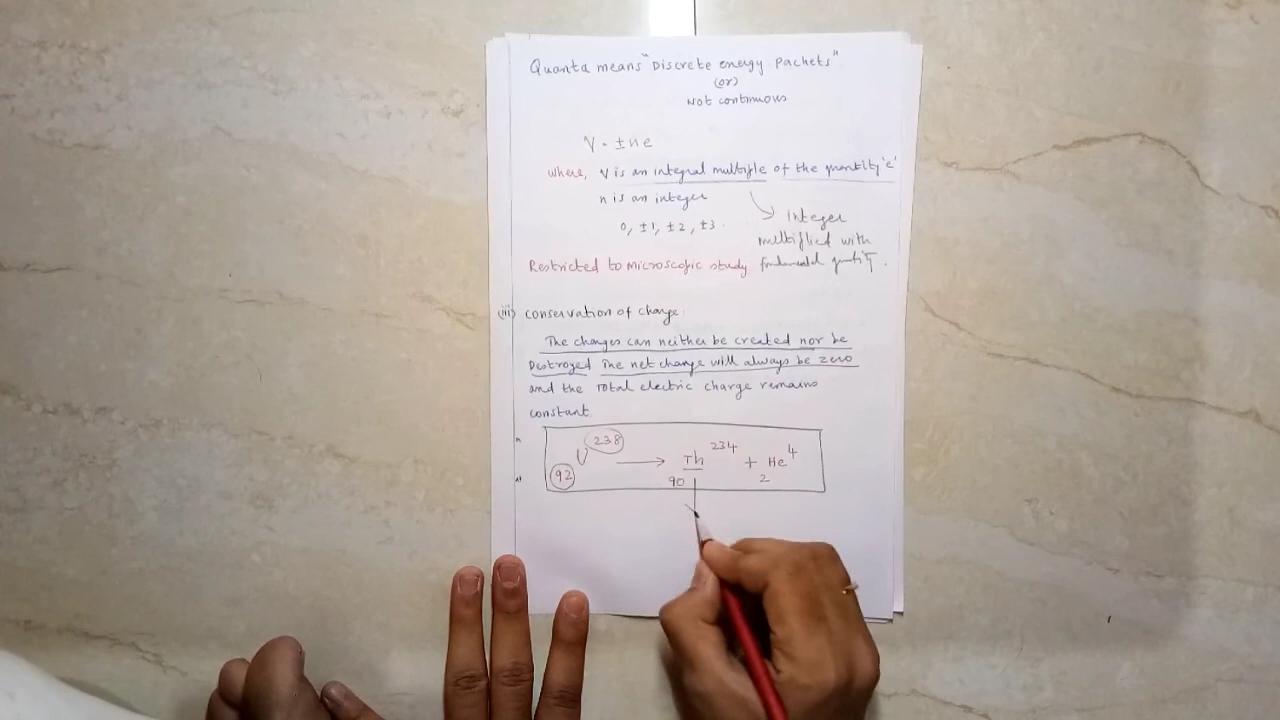 Quanta means "Discrete energy Packets"
(or)
Not continuous
V = ±ne
where, V is an integral multiple of the quantity 'e'
n is an integer
0, ±1, ±2, ±3
Integer
multiplied with
fundamental quantity.
Restricted to Microscopic study
(iii) conservation of charge:
The charges can neither be created nor be
Destroyed The net charge will always be zero
and the Total electric charge remains
constant
92 U 238 → 90 Th 234 + 2 He 4